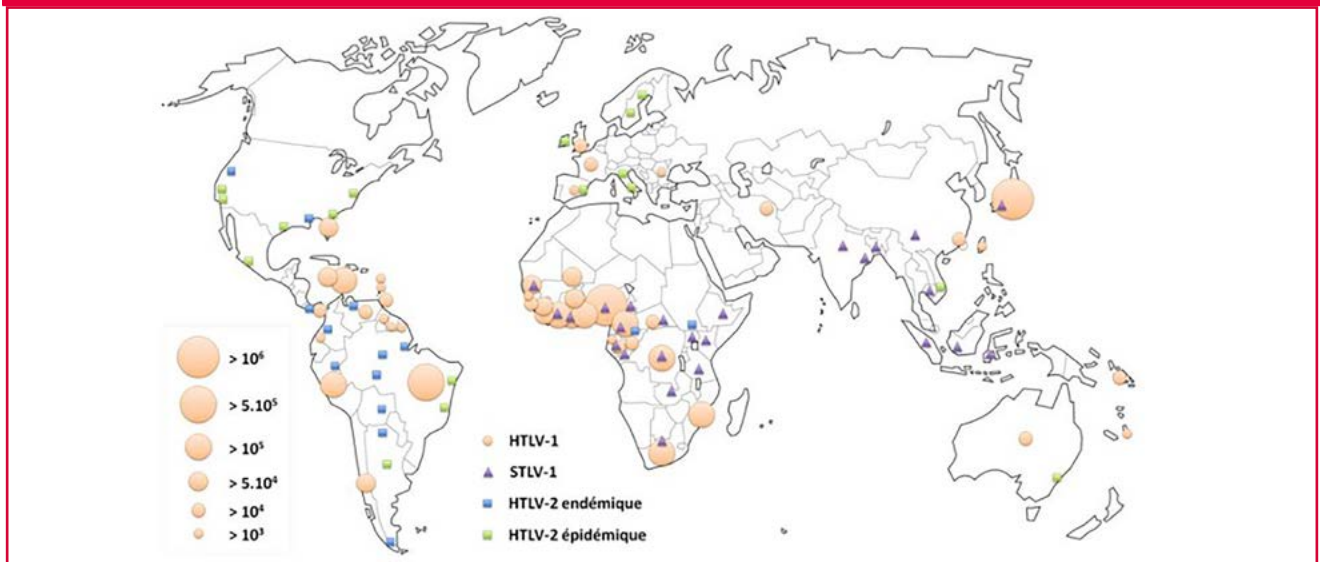 > 10⁶
> 5.10⁵
> 10⁵
> 5.10⁴
> 10⁴
> 10³
HTLV-1
STLV-1
HTLV-2 endémique
HTLV-2 épidémique